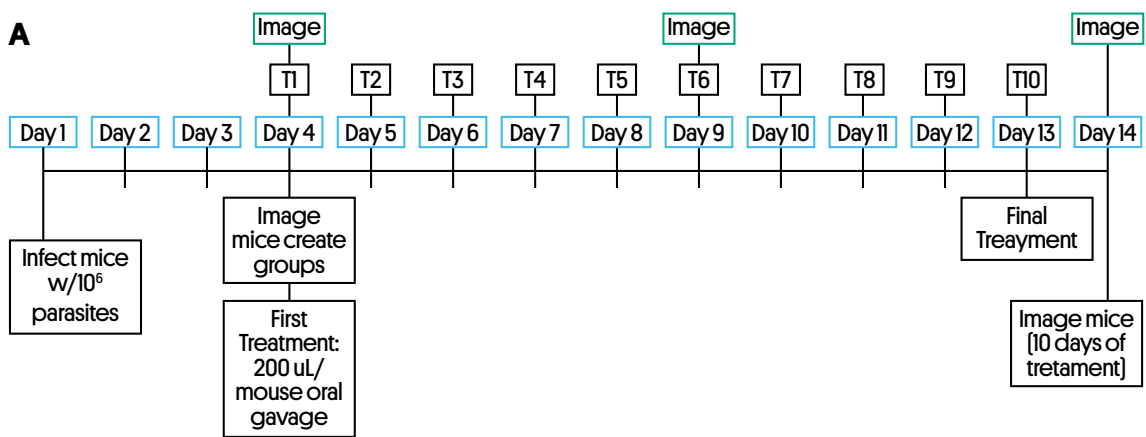 A
Image
Image
Image
T1
T2
T3
T4
T5
T6
T7
T8
T9
T10
Day 1
Day 2
Day 3
Day 4
Day 5
Day 6
Day 7
Day 8
Day 9
Day 10
Day 11
Day 12
Day 13
Day 14
Infect mice
w/10⁶
parasites
Image
mice create
groups
First
Treatment:
200 uL/
mouse oral
gavage
Final
Treayment
Image mice
(10 days of
tretament)